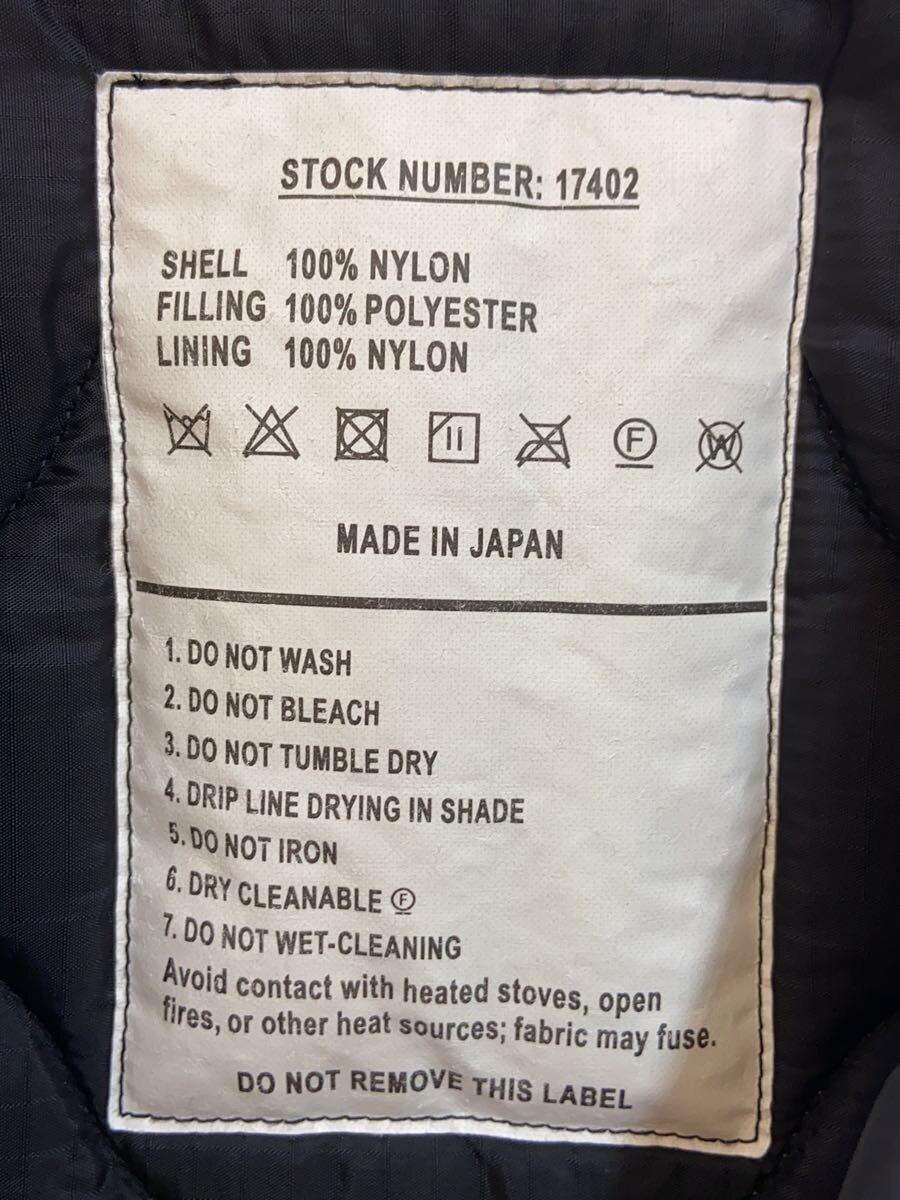 STOCK NUMBER: 17402
SHELL 100% NYLON
FILLING 100% POLYESTER
LINING 100% NYLON
F W
MADE IN JAPAN
1. DO NOT WASH
2. DO NOT BLEACH
3. DO NOT TUMBLE DRY
4. DRIP LINE DRYING IN SHADE
5. DO NOT IRON
6. DRY CLEANABLE Ⓕ
7. DO NOT WET-CLEANING
Avoid contact with heated stoves, open
fires, or other heat sources; fabric may fuse.
DO NOT REMOVE THIS LABEL